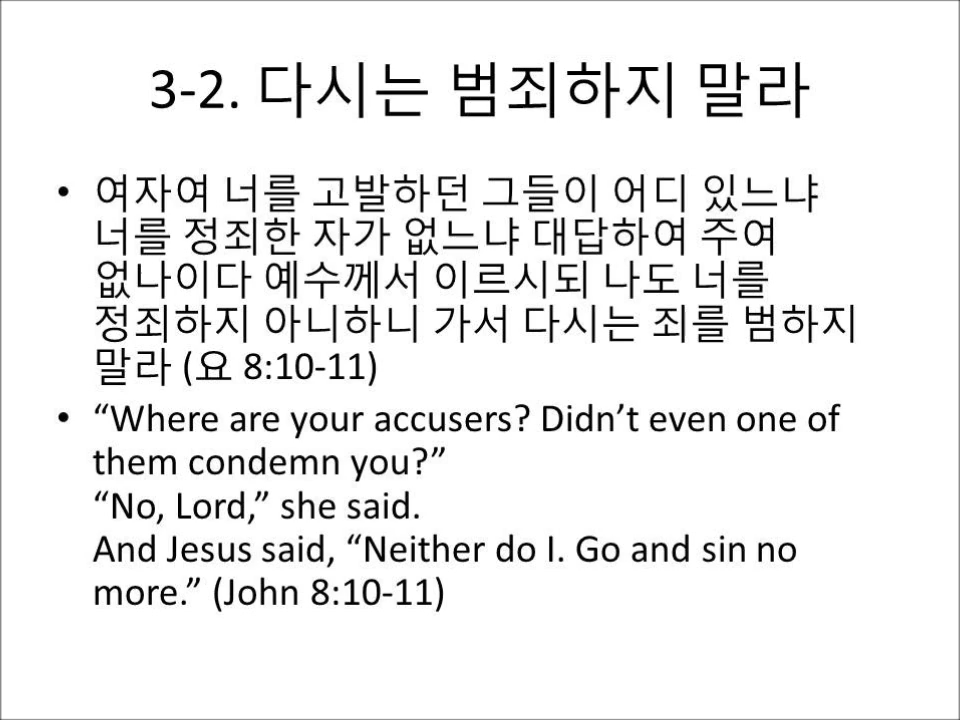 3-2. 다시는 범죄하지 말라
• 여자여 너를 고발하던 그들이 어디 있느냐
너를 정죄한 자가 없느냐 대답하여 주여
없나이다 예수께서 이르시되 나도 너를
정죄하지 아니하니 가서 다시는 죄를 범하지
말라 (요 8:10-11)
• “Where are your accusers? Didn’t even one of
them condemn you?”
“No, Lord,” she said.
And Jesus said, “Neither do I. Go and sin no
more.” (John 8:10-11)